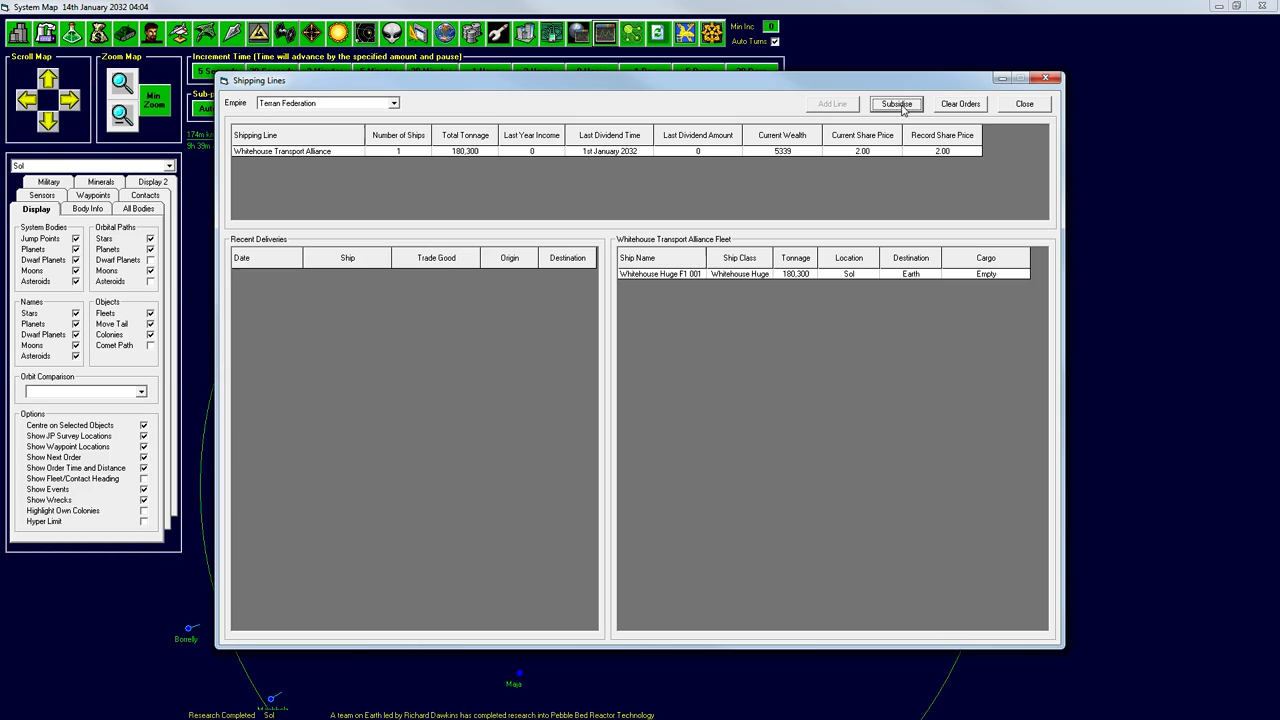 System Map 14th January 2032 04:04
Min Inc 0
Auto Turns
Scroll Map
Zoom Map
Min Zoom
Increment Time (Time will advance by the specified amount and pause)
174m
9h 39m
Shipping Lines
Empire Terran Federation
Add Line Subsidise Clear Orders Close
Shipping Line Number of Ships Total Tonnage Last Year Income Last Dividend Time Last Dividend Amount Current Wealth Current Share Price Record Share Price
Whitehouse Transport Alliance 1 180,300 0 1st January 2032 0 5339 2.00 2.00
Recent Deliveries
Date Ship Trade Good Origin Destination
Whitehouse Transport Alliance Fleet
Ship Name Ship Class Tonnage Location Destination Cargo
Whitehouse Huge F1 001 Whitehouse Huge 180,300 Sol Earth Empty
Sol
Military Minerals Display 2
Sensors Waypoints Contacts
Display Body Info All Bodies
System Bodies
Jump Points
Planets
Dwarf Planets
Moons
Asteroids
Orbital Paths
Stars
Planets
Dwarf Planets
Moons
Asteroids
Names
Stars
Planets
Dwarf Planets
Moons
Asteroids
Objects
Fleets
Move Tail
Colonies
Comet Path
Orbit Comparison
Options
Centre on Selected Objects
Show JP Survey Locations
Show Waypoint Locations
Show Next Order
Show Order Time and Distance
Show Fleet/Contact Heading
Show Events
Show Wrecks
Highlight Own Colonies
Hyper Limit
Borrelly
Maja
Research Completed Sol A team on Earth led by Richard Dawkins has completed research into Pebble Bed Reactor Technology